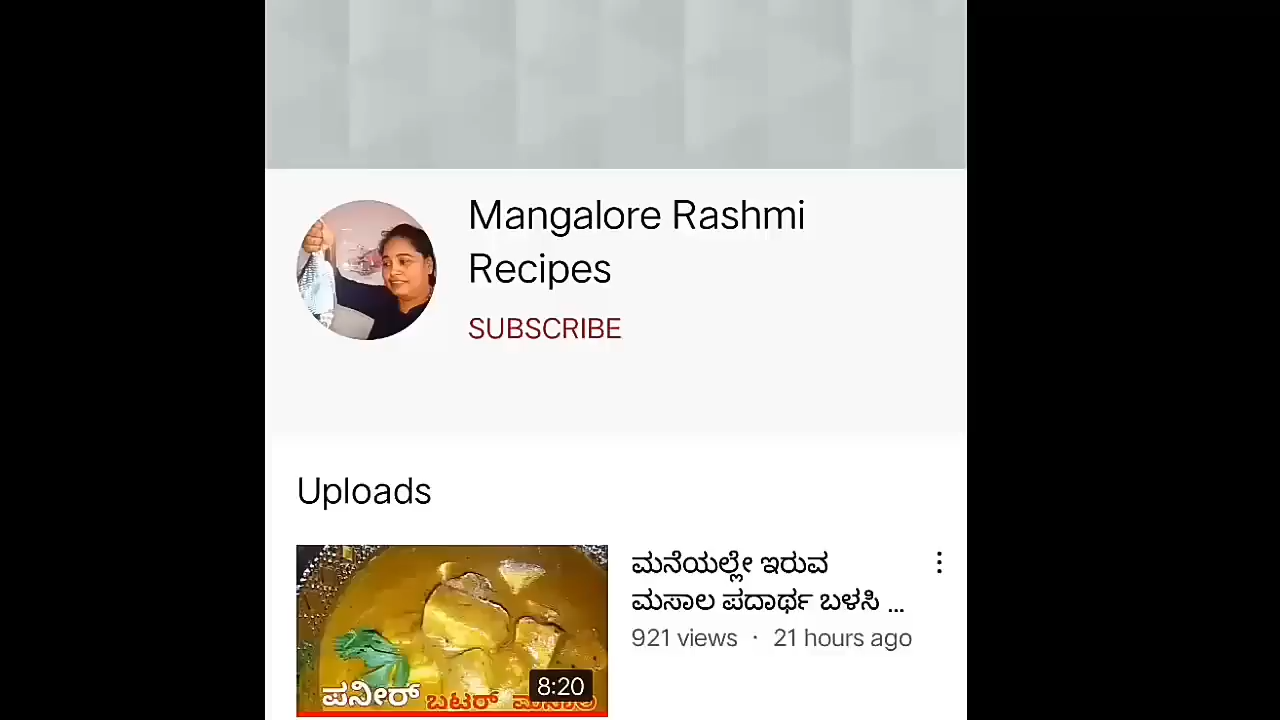 Mangalore Rashmi
Recipes
SUBSCRIBE
Uploads
ಮನೆಯಲ್ಲೇ ಇರುವ
ಮಸಾಲ ಪದಾರ್ಥ ಬಳಸಿ ...
921 views · 21 hours ago
8:20
ಪನೀರ್ ಬಟರ್ ಮಸಾಲ